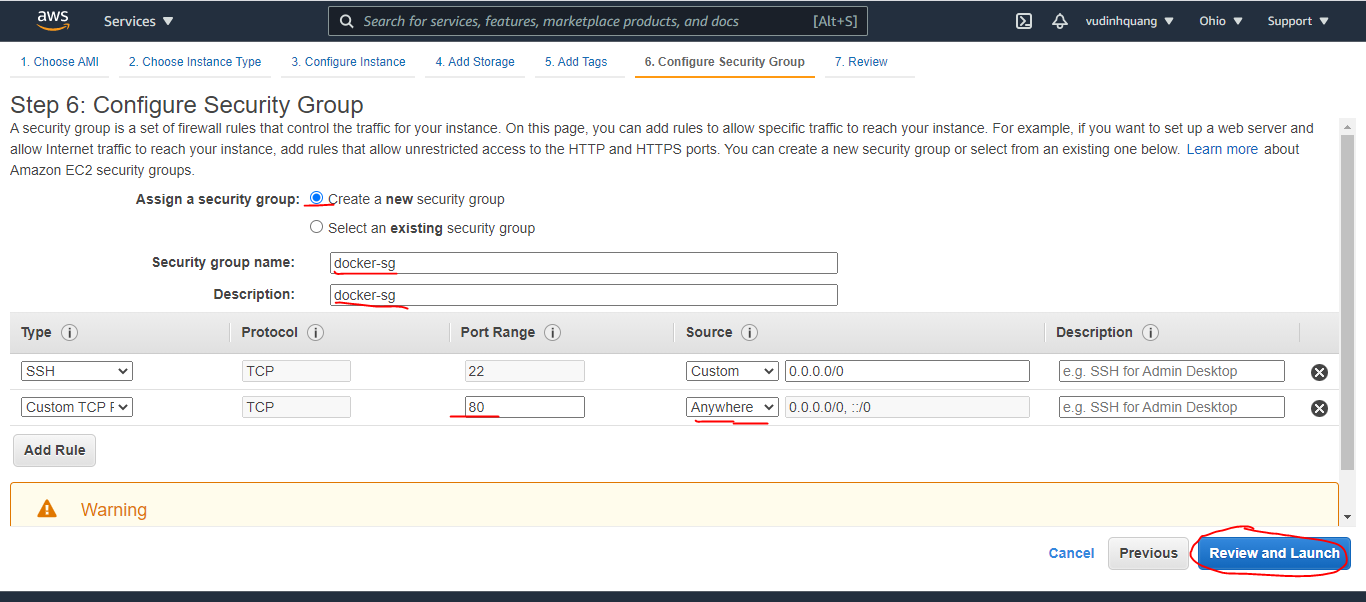 aws Services Search for services, features, marketplace products, and docs [Alt+S] vudinhquang Ohio Support
1. Choose AMI 2. Choose Instance Type 3. Configure Instance 4. Add Storage 5. Add Tags 6. Configure Security Group 7. Review
Step 6: Configure Security Group
A security group is a set of firewall rules that control the traffic for your instance. On this page, you can add rules to allow specific traffic to reach your instance. For example, if you want to set up a web server and
allow Internet traffic to reach your instance, add rules that allow unrestricted access to the HTTP and HTTPS ports. You can create a new security group or select from an existing one below. Learn more about
Amazon EC2 security groups.
Assign a security group: Create a new security group
Select an existing security group
Security group name: docker-sg
Description: docker-sg
Type i Protocol i Port Range i Source i Description i
SSH TCP 22 Custom 0.0.0.0/0 e.g. SSH for Admin Desktop
Custom TCP F TCP 80 Anywhere 0.0.0.0/0, ::/0 e.g. SSH for Admin Desktop
Add Rule
Warning
Cancel Previous Review and Launch